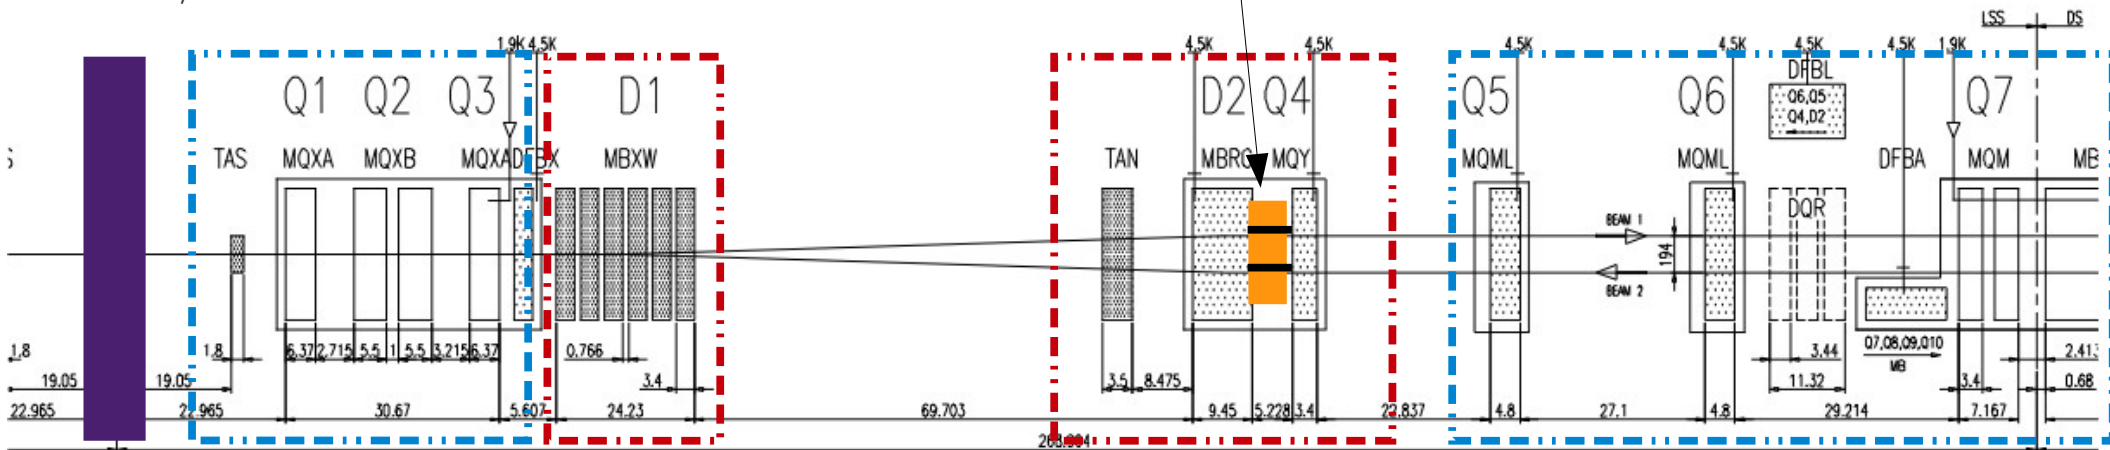 LSS DS
1.9K 4.5K 4.5K 4.5K 4.5K 4.5K 4.5K 4.5K 1.9K
Q1 Q2 Q3 D1 D2 Q4 Q5 Q6 DFBL Q7
Q6,Q5
Q4,D2
TAS MQXA MQXB MQXA DFBX MBXW TAN MBRC MQY MQML MQML DFBA MQM MB
DQR
BEAM 1
194
BEAM 2
1.8 1.8 6.37 2.715 5.5 1 5.5 3.215 6.37 0.766 3.44 Q7,Q8,Q9,Q10 2.413
MB
19.05 19.05 3.4 3.5 8.475 11.32 3.4 0.68
22.965 22.965 30.67 5.607 24.23 69.703 9.45 5.228 3.4 22.837 4.8 27.1 4.8 29.214 7.167